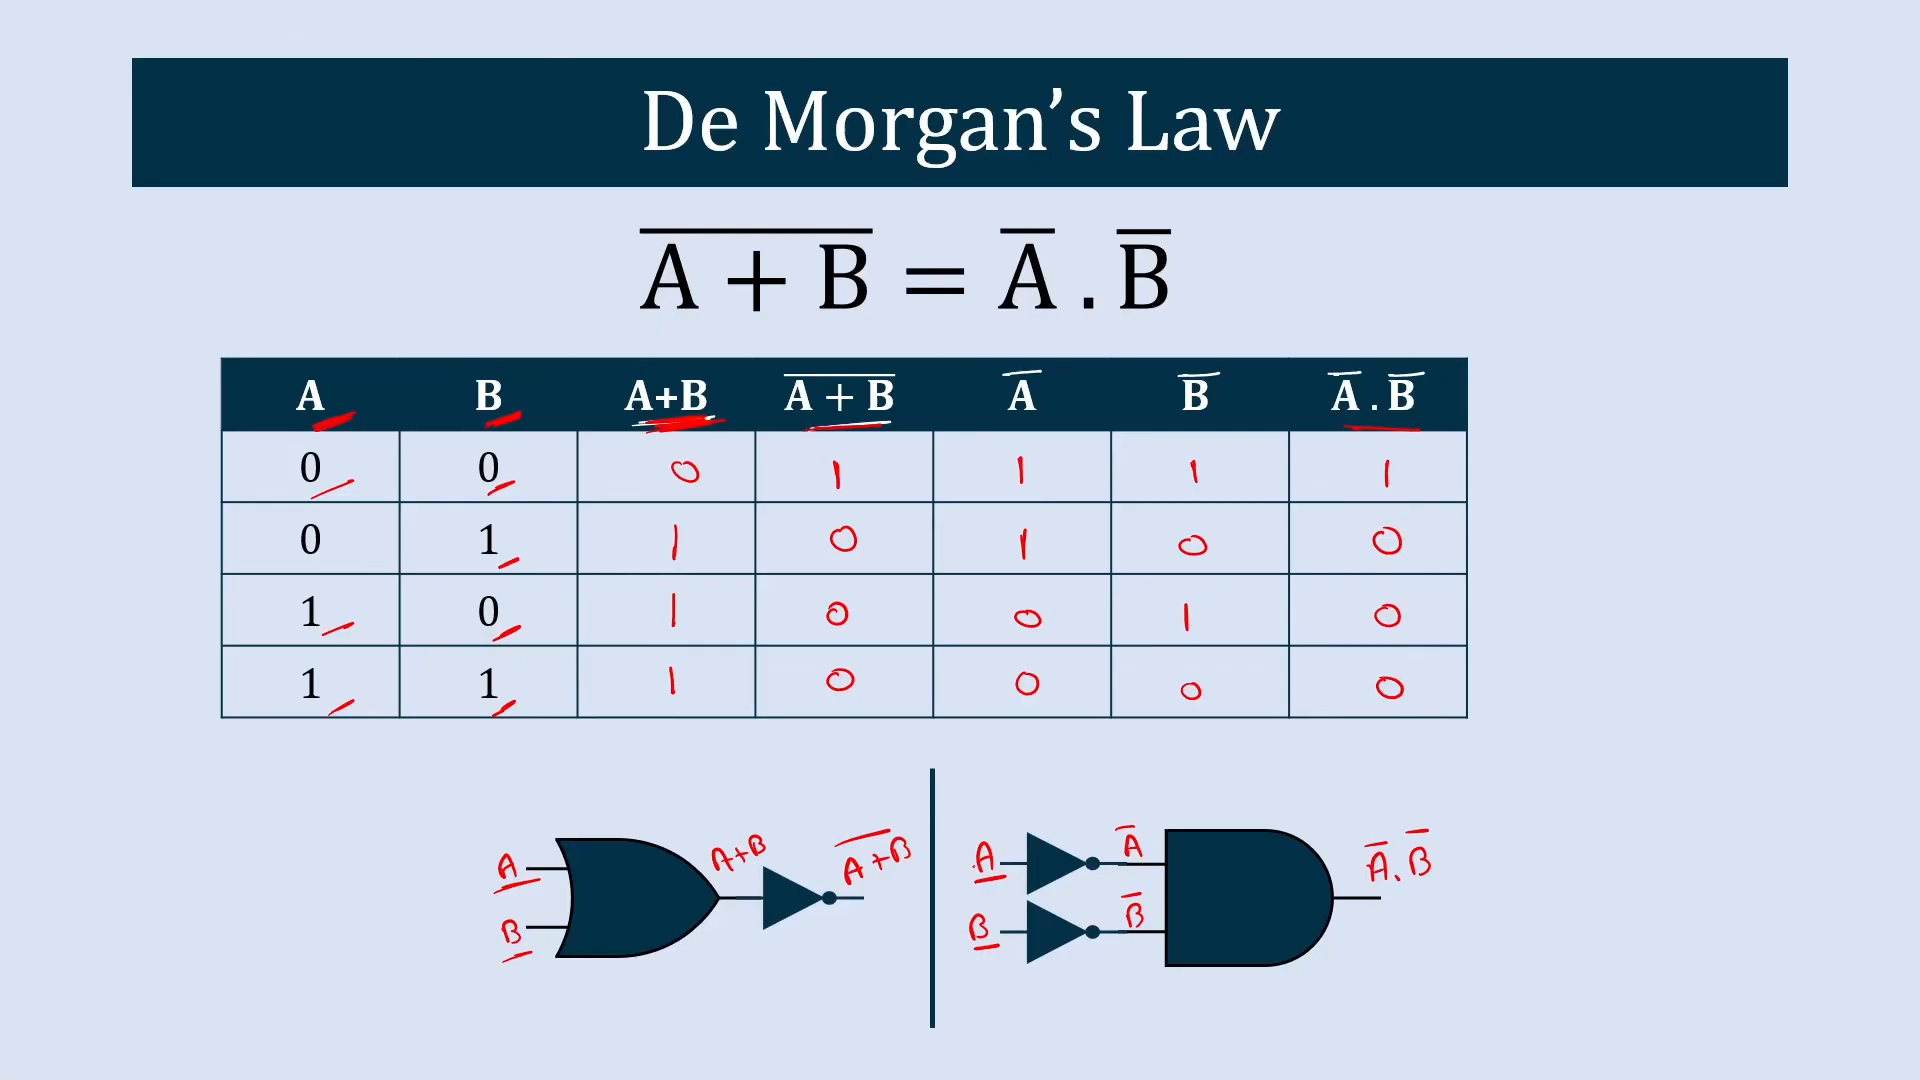 De Morgan’s Law
A̅ ̅+̅ ̅B̅ = A̅ . B̅
A B A+B A̅ ̅+̅ ̅B̅ A̅ B̅ A̅ . B̅
0 0 0 1 1 1 1
0 1 1 0 1 0 0
1 0 1 0 0 1 0
1 1 1 0 0 0 0
A A+B A̅+̅B̅
B
A A̅ A̅.B̅
B B̅